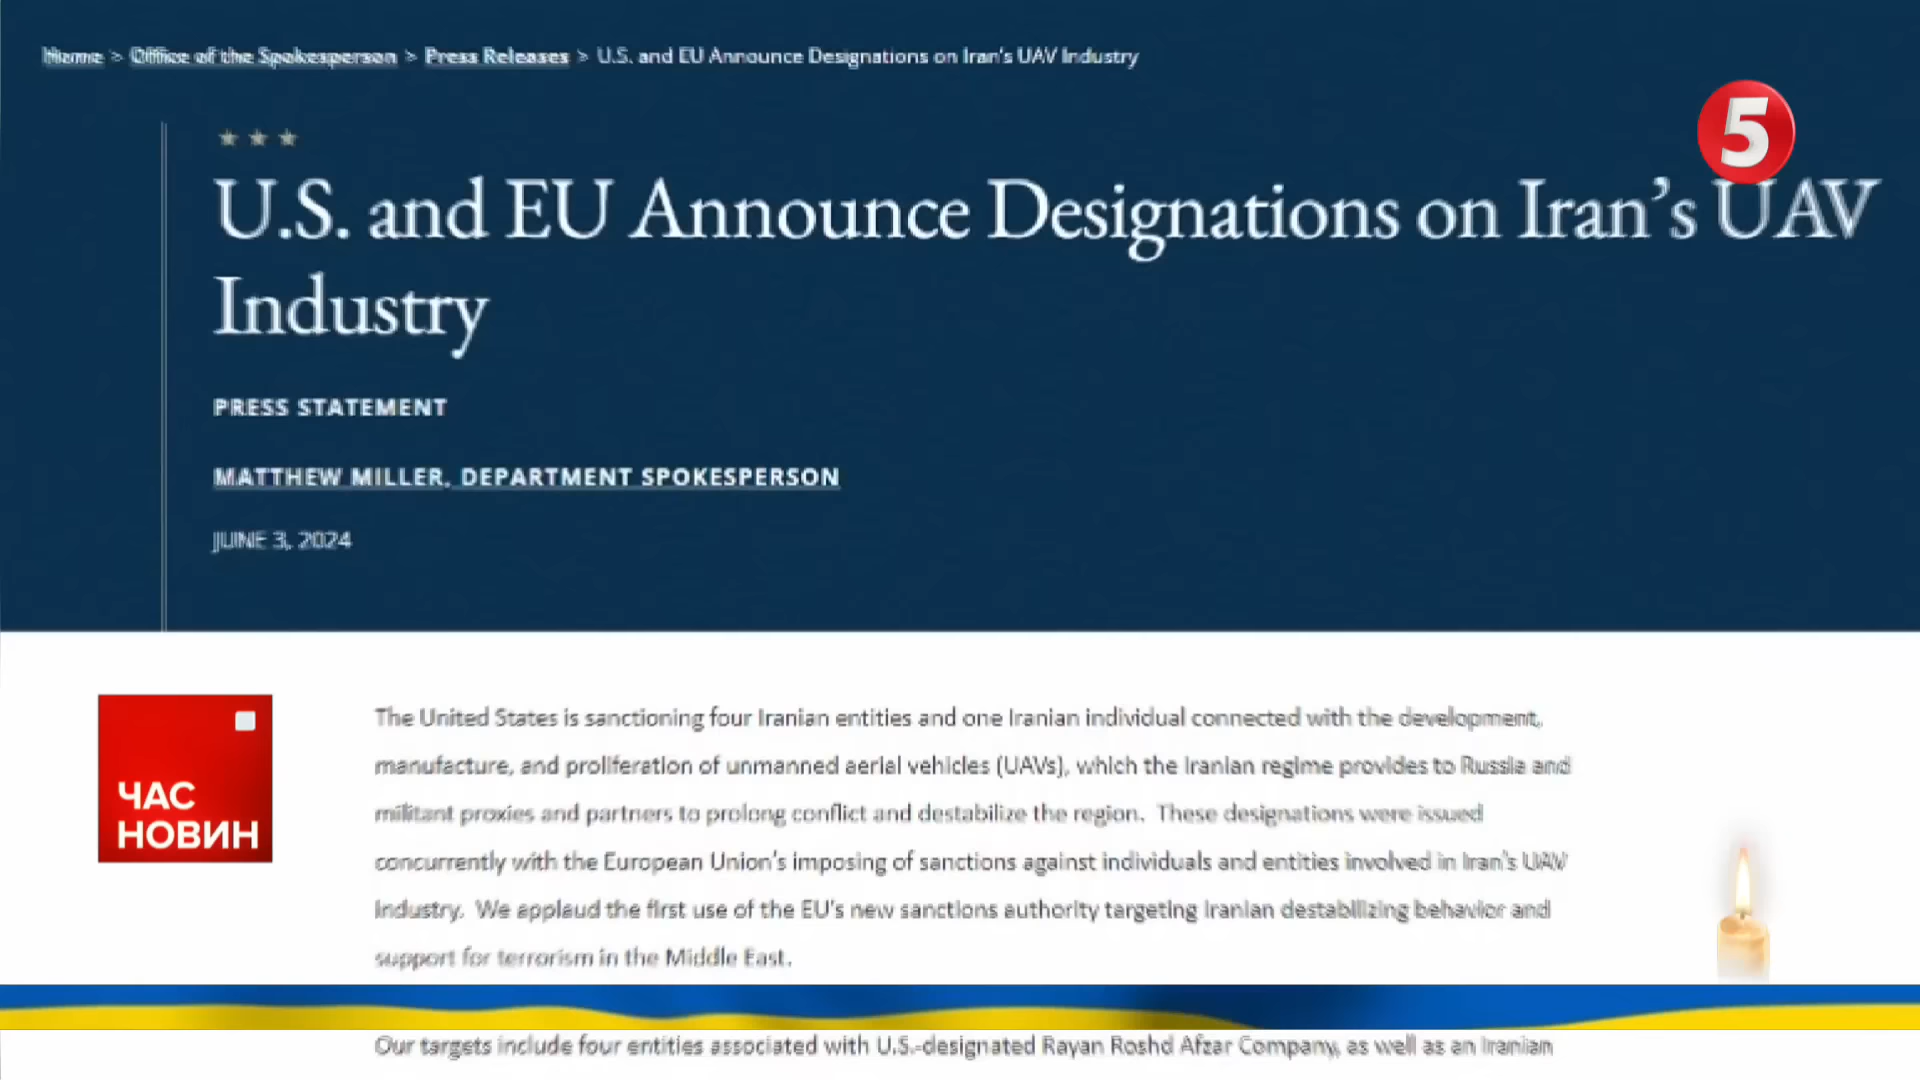 Home > Office of the Spokesperson > Press Releases > U.S. and EU Announce Designations on Iran's UAV Industry
5
U.S. and EU Announce Designations on Iran’s UAV
Industry
PRESS STATEMENT
MATTHEW MILLER, DEPARTMENT SPOKESPERSON
JUNE 3, 2024
ЧАС
НОВИН
The United States is sanctioning four Iranian entities and one Iranian individual connected with the development,
manufacture, and proliferation of unmanned aerial vehicles (UAVs), which the Iranian regime provides to Russia and
militant proxies and partners to prolong conflict and destabilize the region. These designations were issued
concurrently with the European Union’s imposing of sanctions against individuals and entities involved in Iran’s UAV
industry. We applaud the first use of the EU’s new sanctions authority targeting Iranian destabilizing behavior and
support for terrorism in the Middle East.
Our targets include four entities associated with U.S.-designated Rayan Roshd Afzar Company, as well as an Iranian